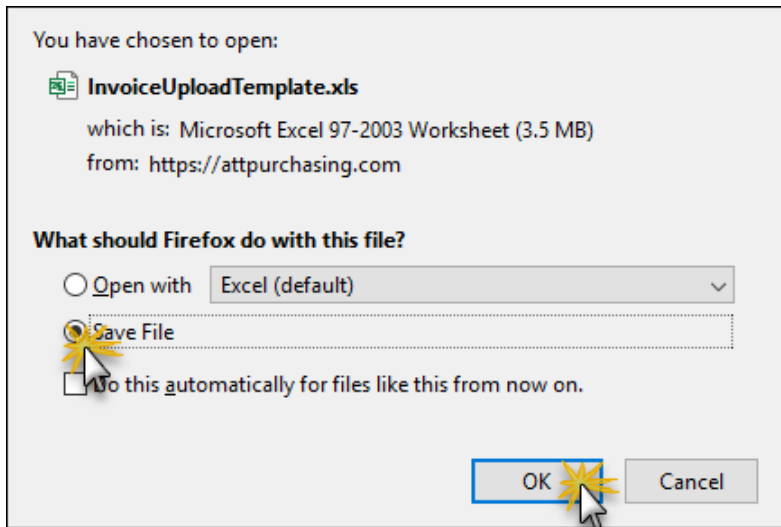 You have chosen to open:
InvoiceUploadTemplate.xls
which is: Microsoft Excel 97-2003 Worksheet (3.5 MB)
from: https://attpurchasing.com
What should Firefox do with this file?
Open with Excel (default)
Save File
Do this automatically for files like this from now on.
OK Cancel